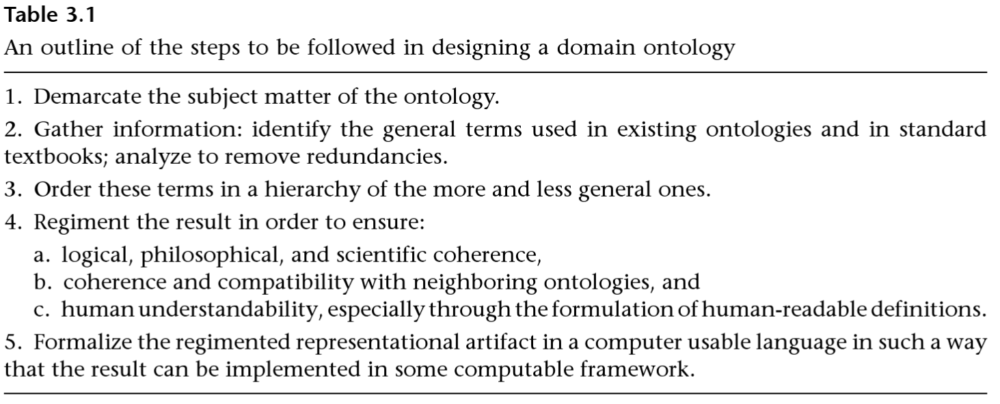 Table 3.1
An outline of the steps to be followed in designing a domain ontology
1. Demarcate the subject matter of the ontology.
2. Gather information: identify the general terms used in existing ontologies and in standard
textbooks; analyze to remove redundancies.
3. Order these terms in a hierarchy of the more and less general ones.
4. Regiment the result in order to ensure:
a. logical, philosophical, and scientific coherence,
b. coherence and compatibility with neighboring ontologies, and
c. human understandability, especially through the formulation of human-readable definitions.
5. Formalize the regimented representational artifact in a computer usable language in such a way
that the result can be implemented in some computable framework.